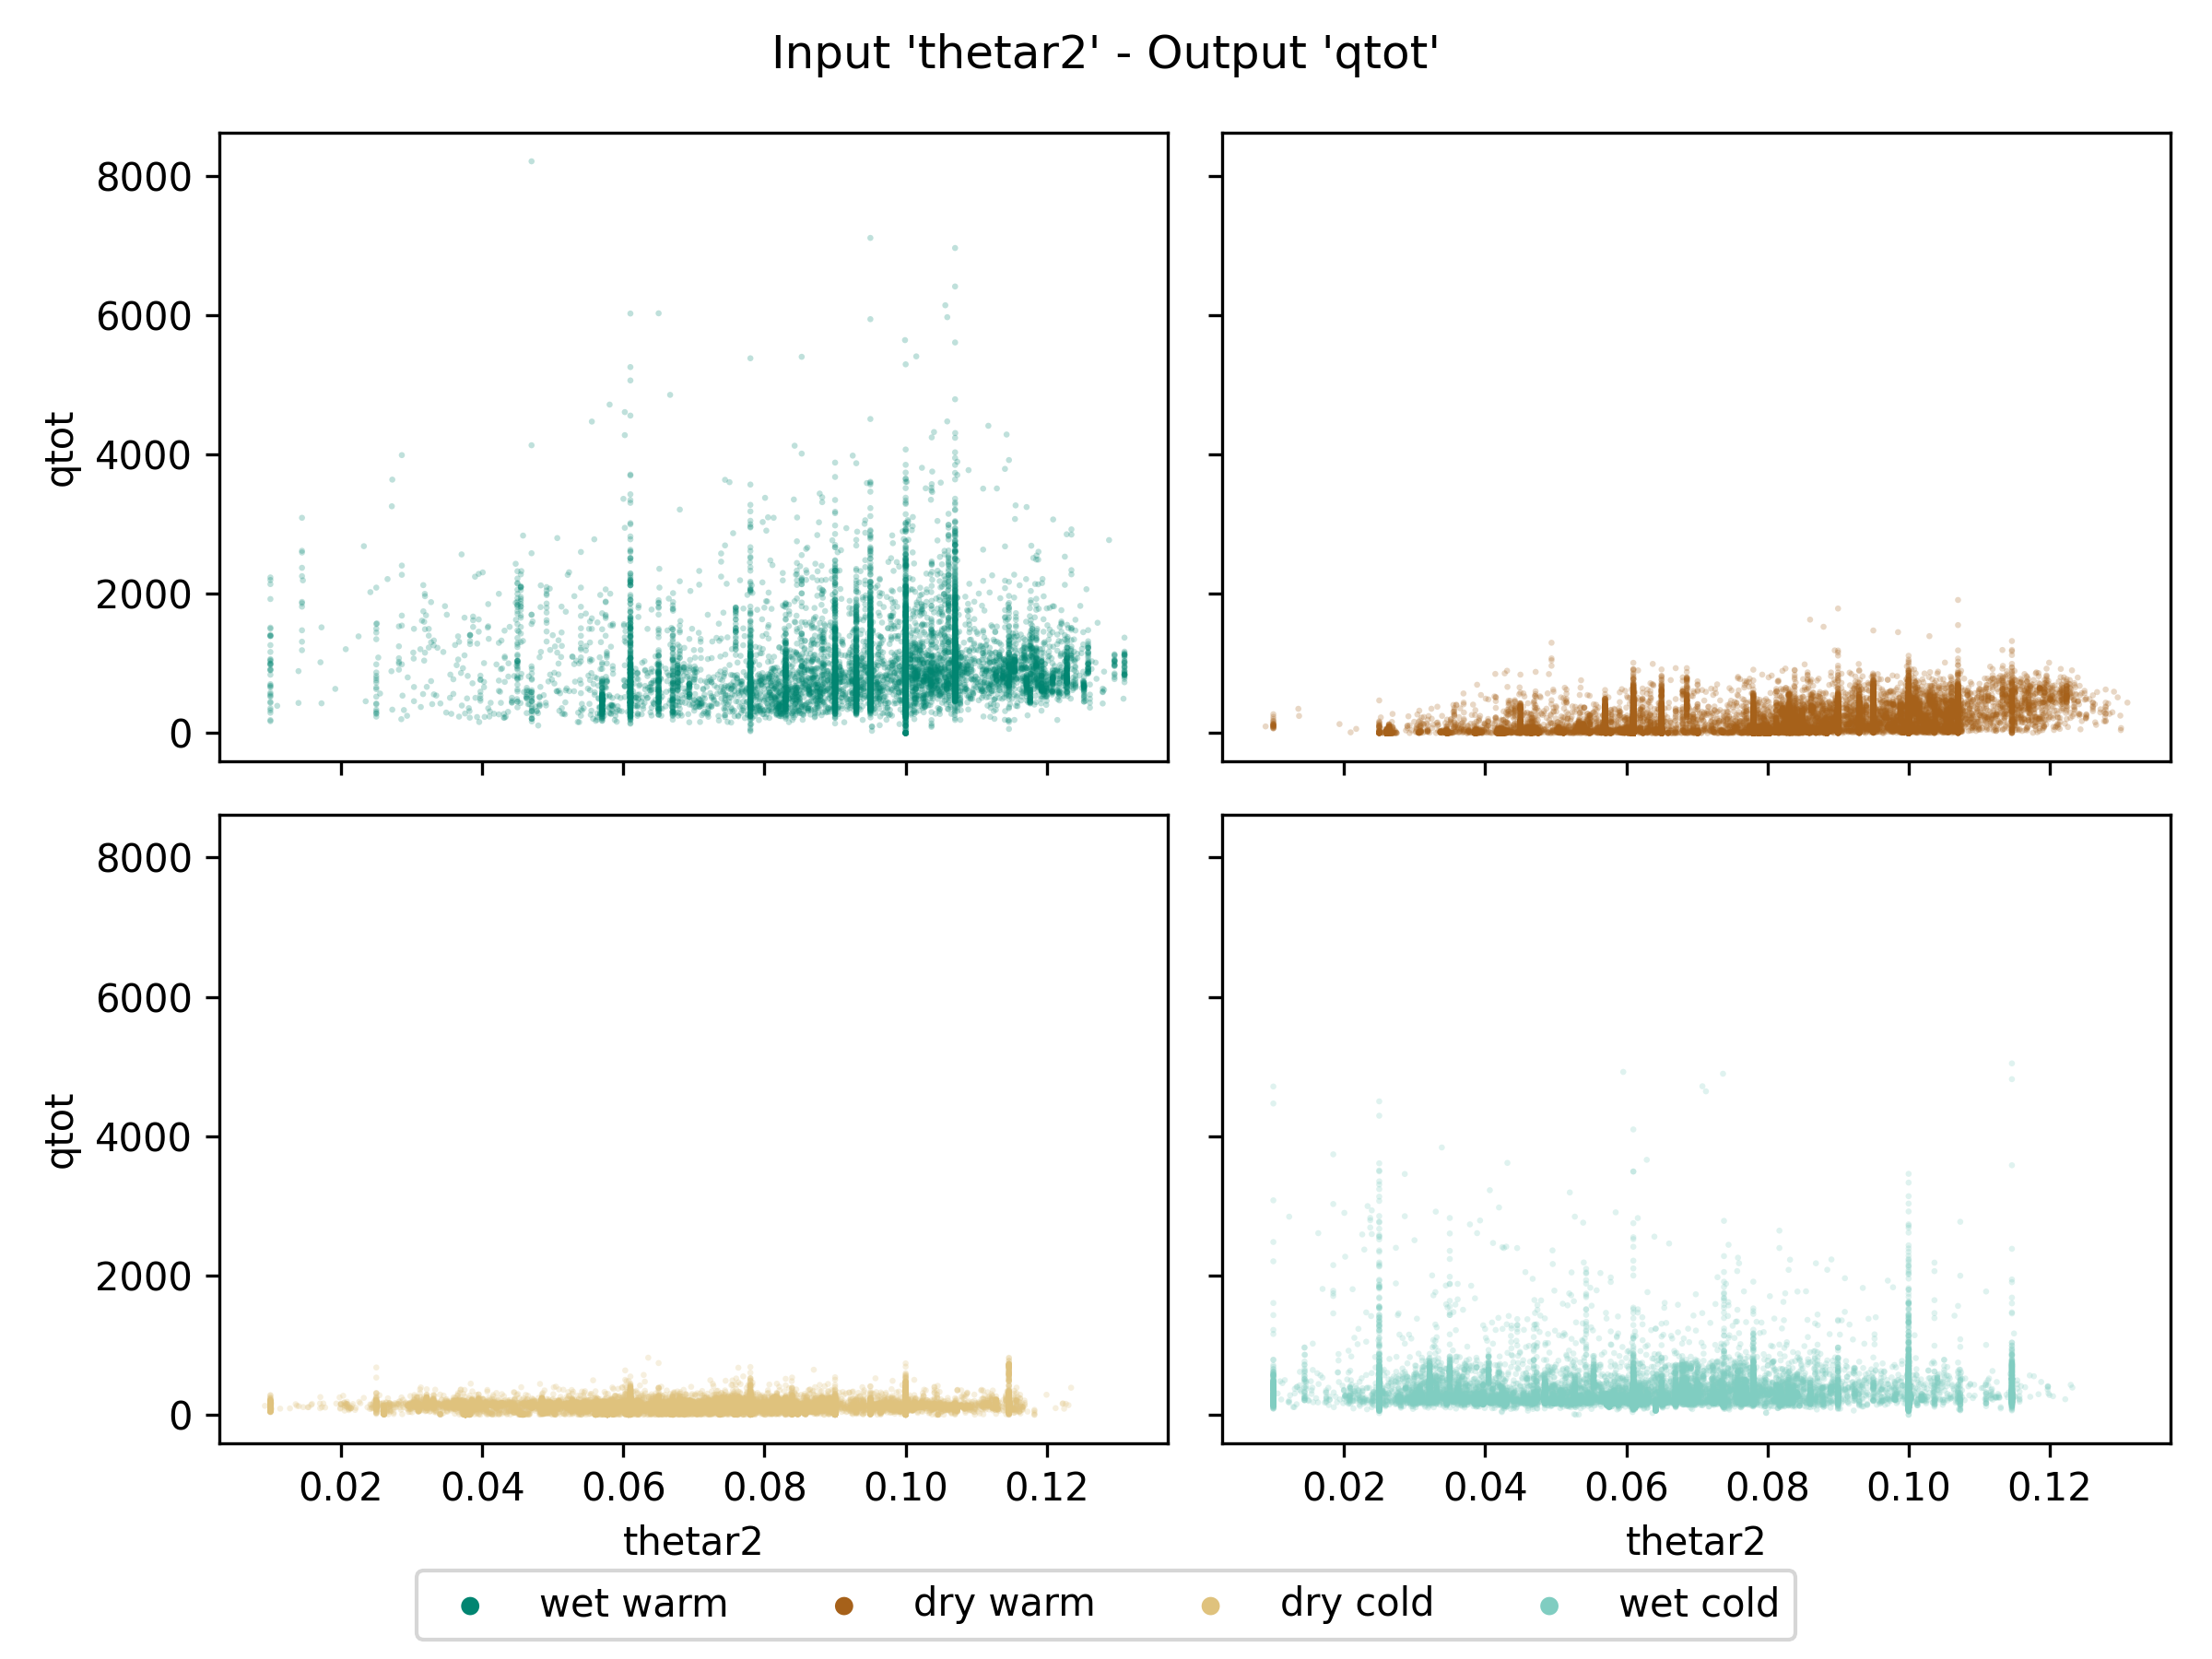 Input 'thetar2' - Output 'qtot'
8000
6000
4000
2000
0
qtot
8000
6000
4000
2000
0
qtot
0.02 0.04 0.06 0.08 0.10 0.12
0.02 0.04 0.06 0.08 0.10 0.12
thetar2
thetar2
wet warm dry warm dry cold wet cold